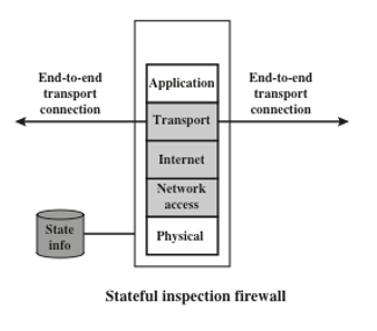 End-to-end
transport
connection
Application
Transport
Internet
Network
access
Physical
End-to-end
transport
connection
State
info
Stateful inspection firewall